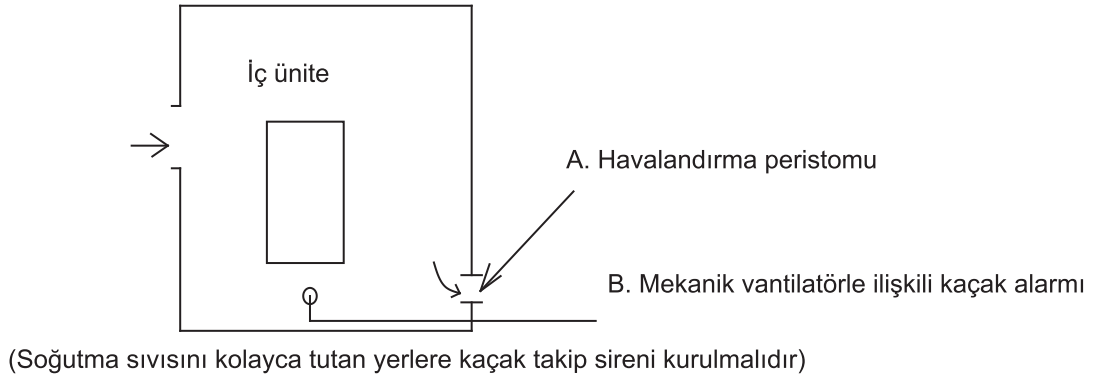 İç ünite
A. Havalandırma peristomu
B. Mekanik vantilatörle ilişkili kaçak alarmı
(Soğutma sıvısını kolayca tutan yerlere kaçak takip sireni kurulmalıdır)